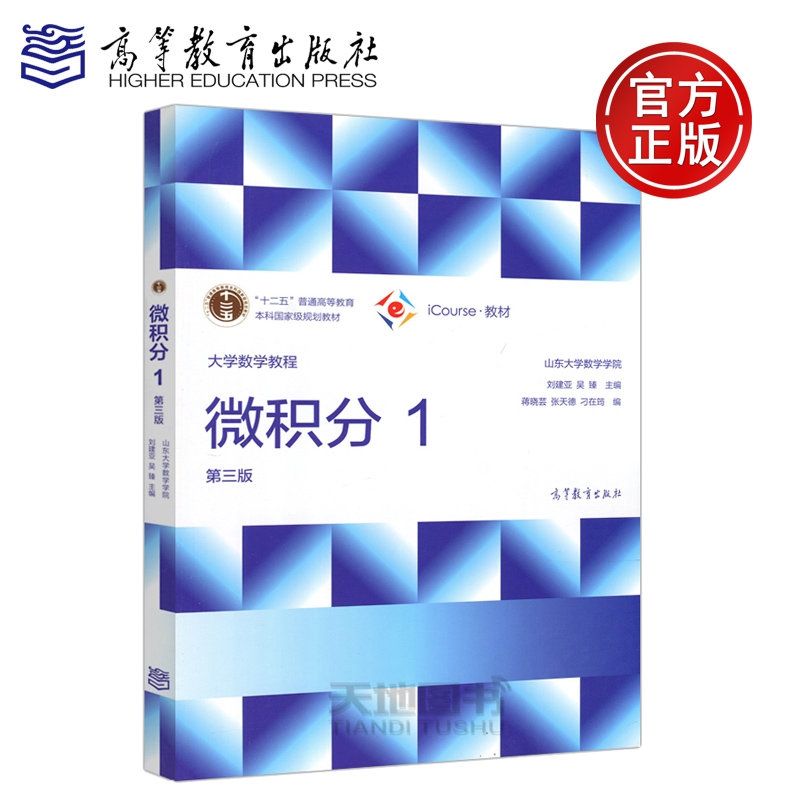 高等教育出版社
HIGHER EDUCATION PRESS
官方
正版
“十二五”普通高等教育
本科国家级规划教材
iCourse·教材
大学数学教程
山东大学数学学院
刘建亚 吴 臻 主编
蒋晓芸 张天德 刁在筠 编
微积分 1
第三版
高等教育出版社
微积分 1
第三版
山东大学数学学院
刘建亚 吴 臻 主编
天地图书
TIANDI TUSHU